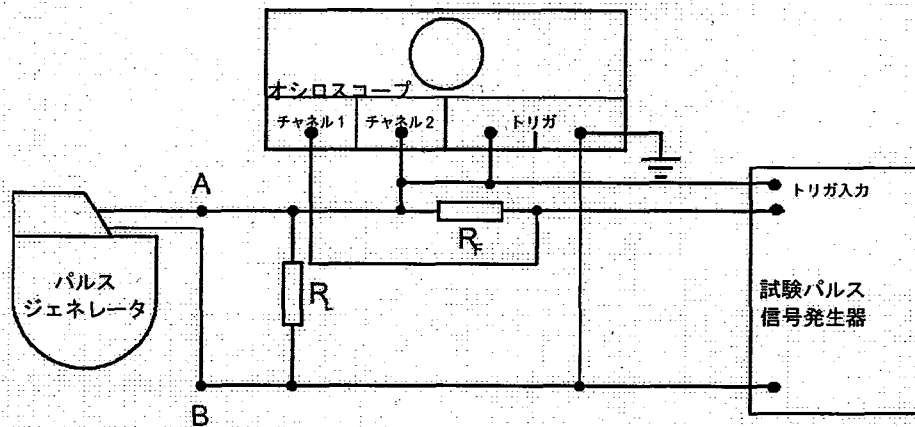 オシロスコープ
チャネル1 チャネル2 トリガ
A
トリガ入力
R_F
パルス
ジェネレータ
R_L
試験パルス
信号発生器
B